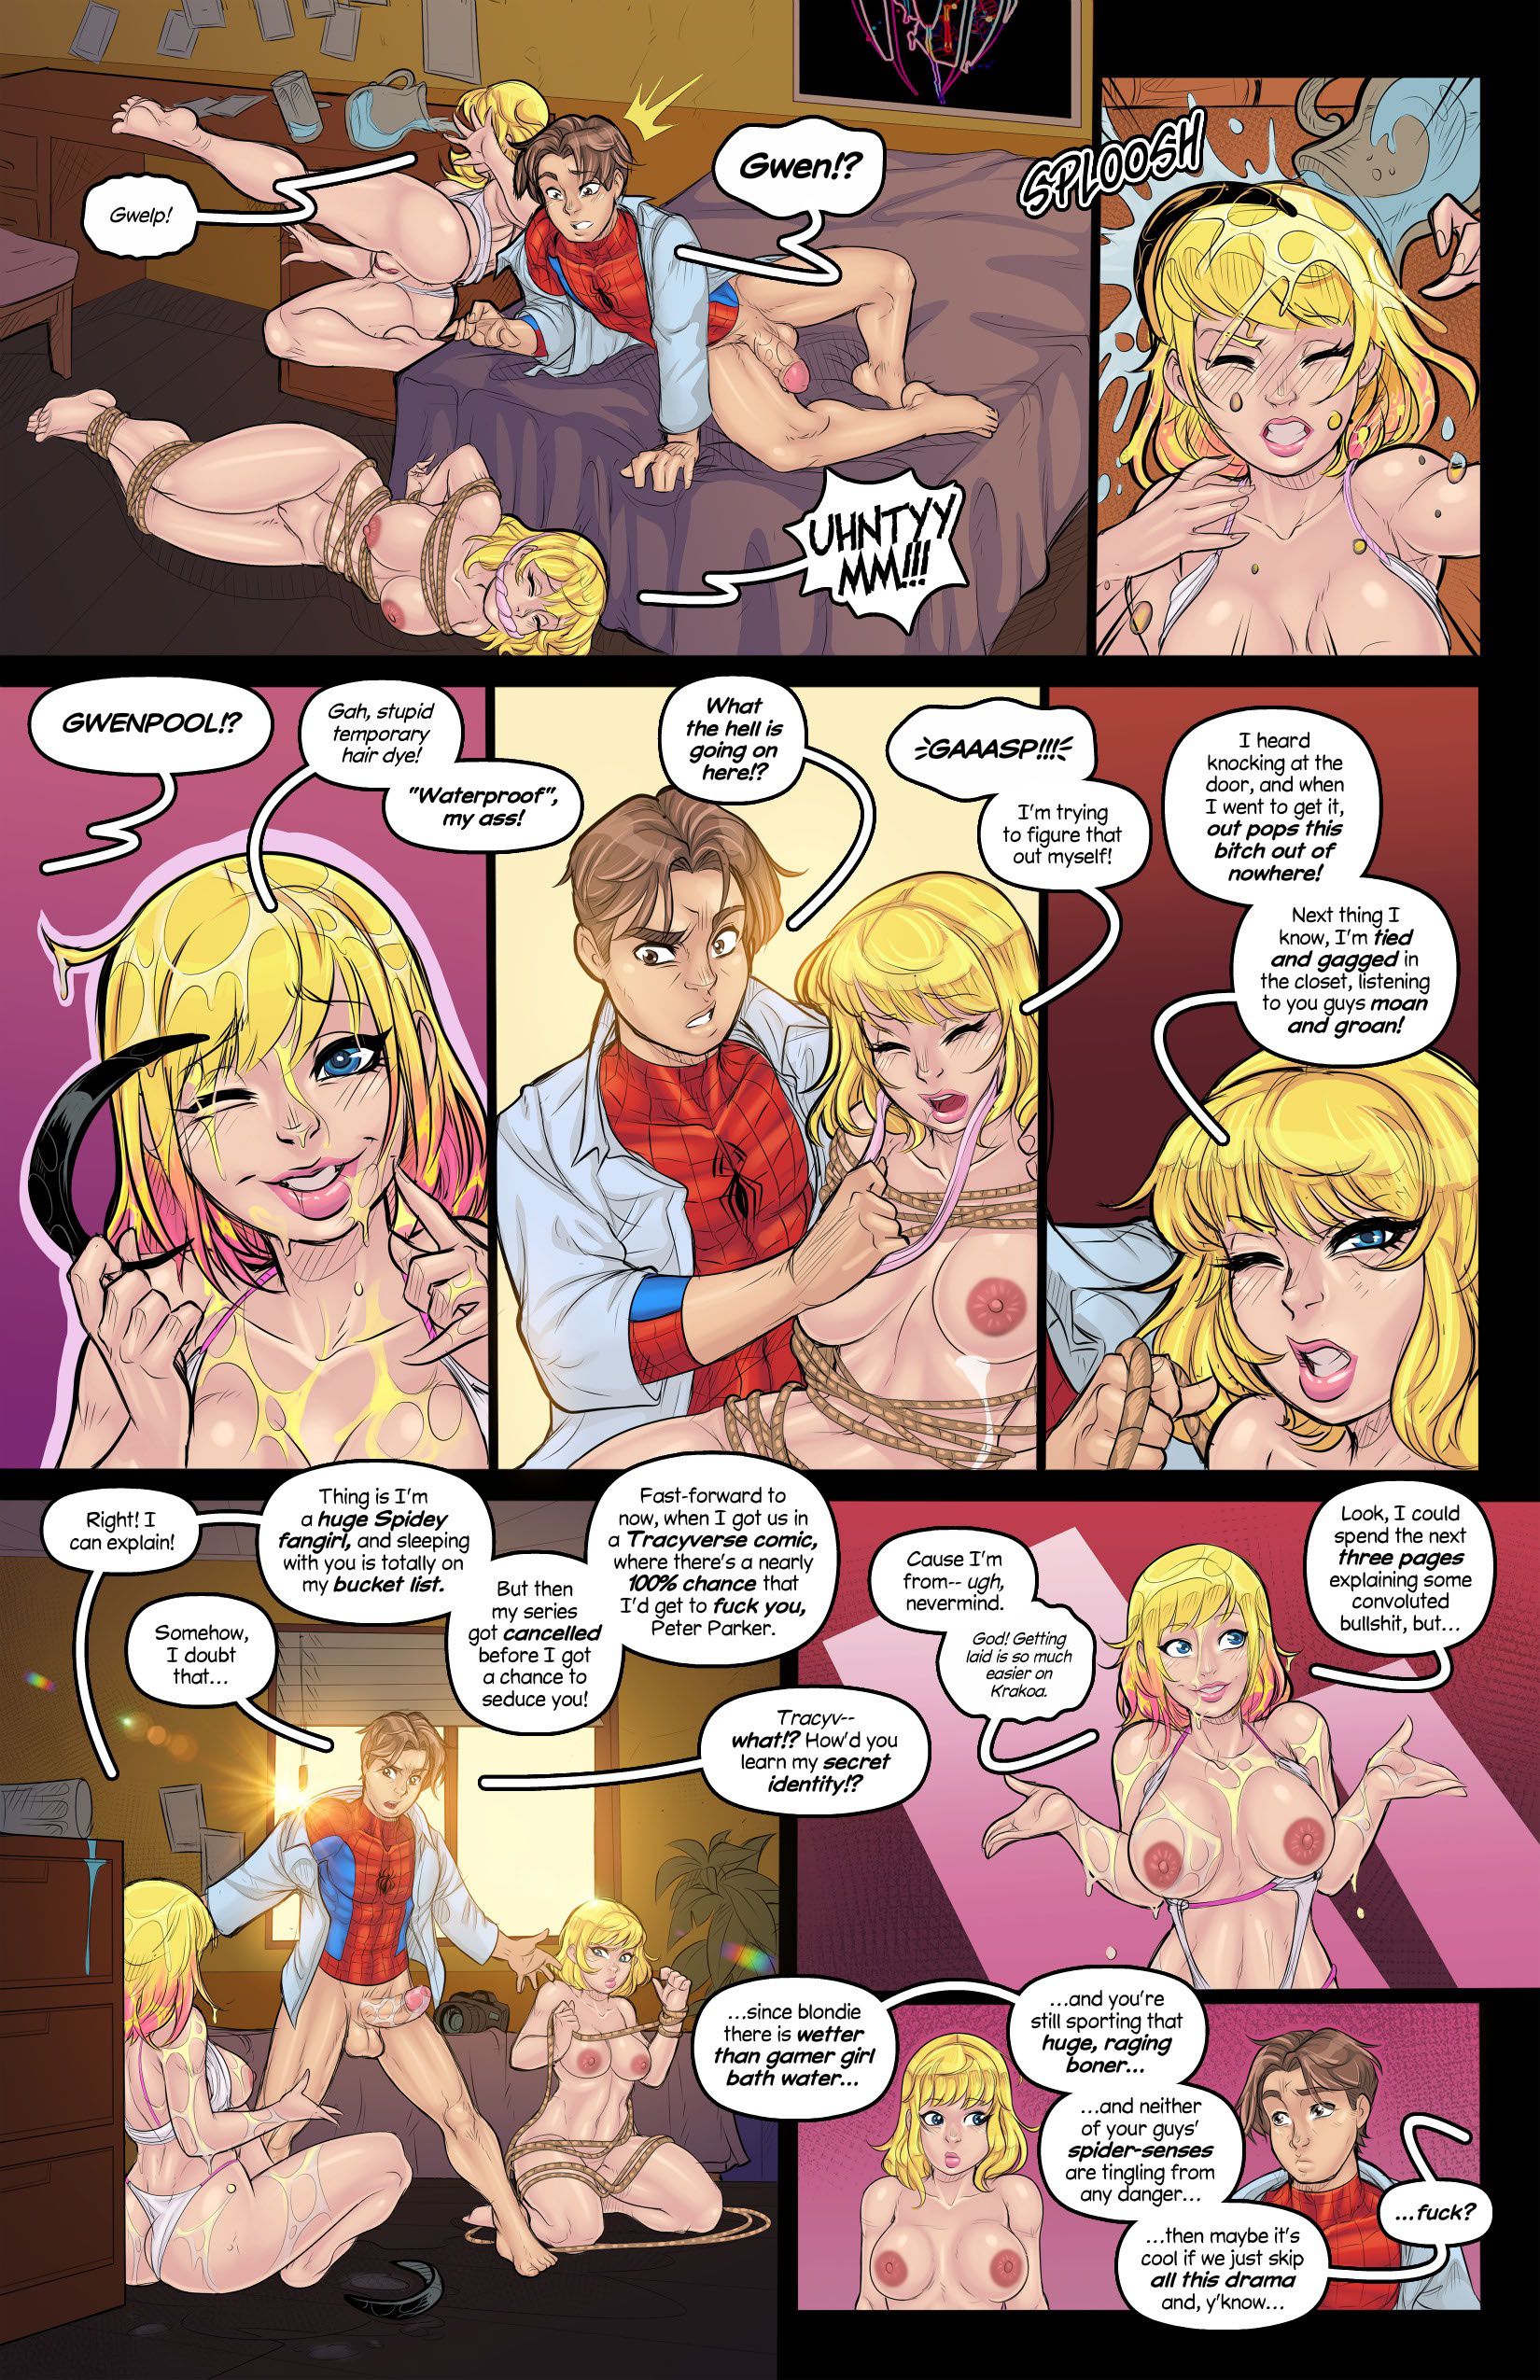 Gwelp!
Gwen!?
UHNTYY
MM!!!
SPLOOSH
GWENPOOL!?
Gah, stupid
temporary
hair dye!
"Waterproof",
my ass!
What
the hell is
going on
here!?
GAAASP!!!
I'm trying
to figure that
out myself!
I heard
knocking at the
door, and when
I went to get it,
out pops this
bitch out of
nowhere!
Next thing I
know, I'm tied
and gagged in
the closet, listening
to you guys moan
and groan!
Right! I
can explain!
Thing is I'm
a huge Spidey
fangirl, and sleeping
with you is totally on
my bucket list.
Somehow,
I doubt
that...
But then
my series
got cancelled
before I got
a chance to
seduce you!
Fast-forward to
now, when I got us in
a Tracyverse comic,
where there's a nearly
100% chance that
I'd get to fuck you,
Peter Parker.
Tracyv--
what!? How'd you
learn my secret
identity!?
Cause I'm
from-- ugh,
nevermind.
God! Getting
laid is so much
easier on
Krakoa.
Look, I could
spend the next
three pages
explaining some
convoluted
bullshit, but...
...since blondie
there is wetter
than gamer girl
bath water...
...and you're
still sporting that
huge, raging
boner...
...and neither
of your guys'
spider-senses
are tingling from
any danger...
...then maybe it's
cool if we just skip
all this drama
and, y'know...
...fuck?